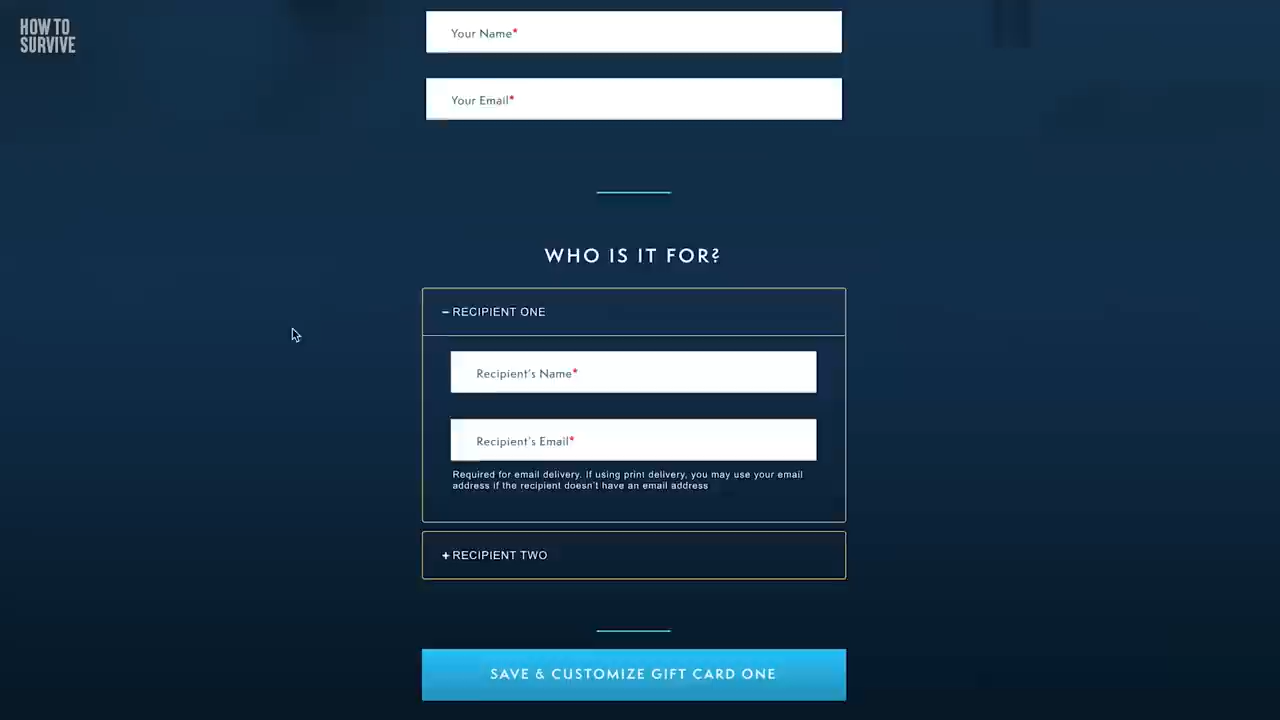 HOW TO
SURVIVE
Your Name*
Your Email*
WHO IS IT FOR?
– RECIPIENT ONE
Recipient's Name*
Recipient's Email*
Required for email delivery. If using print delivery, you may use your email
address if the recipient doesn't have an email address
+ RECIPIENT TWO
SAVE & CUSTOMIZE GIFT CARD ONE